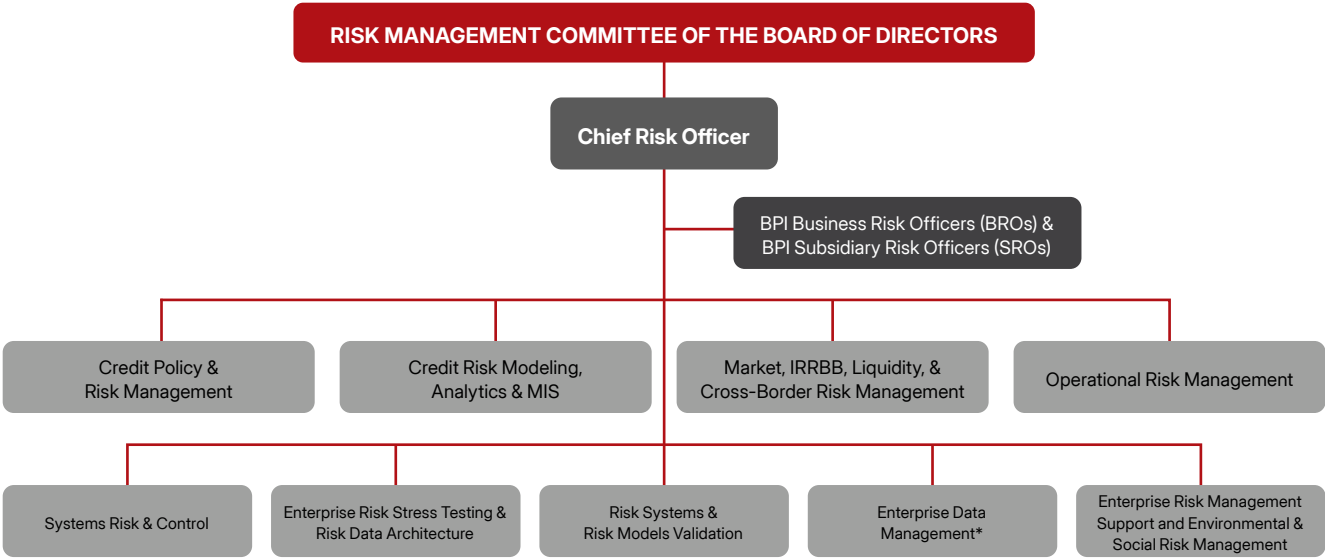 RISK MANAGEMENT COMMITTEE OF THE BOARD OF DIRECTORS
Chief Risk Officer
BPI Business Risk Officers (BROs) &
BPI Subsidiary Risk Officers (SROs)
Credit Policy &
Risk Management
Credit Risk Modeling,
Analytics & MIS
Market, IRRBB, Liquidity, &
Cross-Border Risk Management
Operational Risk Management
Systems Risk & Control
Enterprise Risk Stress Testing &
Risk Data Architecture
Risk Systems &
Risk Models Validation
Enterprise Data
Management*
Enterprise Risk Management
Support and Environmental &
Social Risk Management